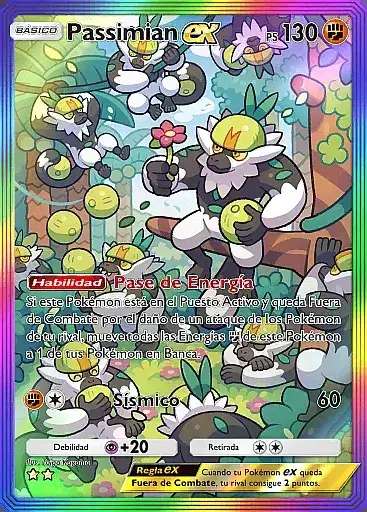 BÁSICO Passimian ex PS 130
Habilidad Pase de Energía
Si este Pokémon está en el Puesto Activo y queda Fuera
de Combate por el daño de un ataque de los Pokémon
de tu rival, mueve todas las Energías de este Pokémon
a 1 de tus Pokémon en Banca.
Sísmico 60
Debilidad +20 Retirada
Regla ex Cuando tu Pokémon ex queda
Fuera de Combate, tu rival consigue 2 puntos.